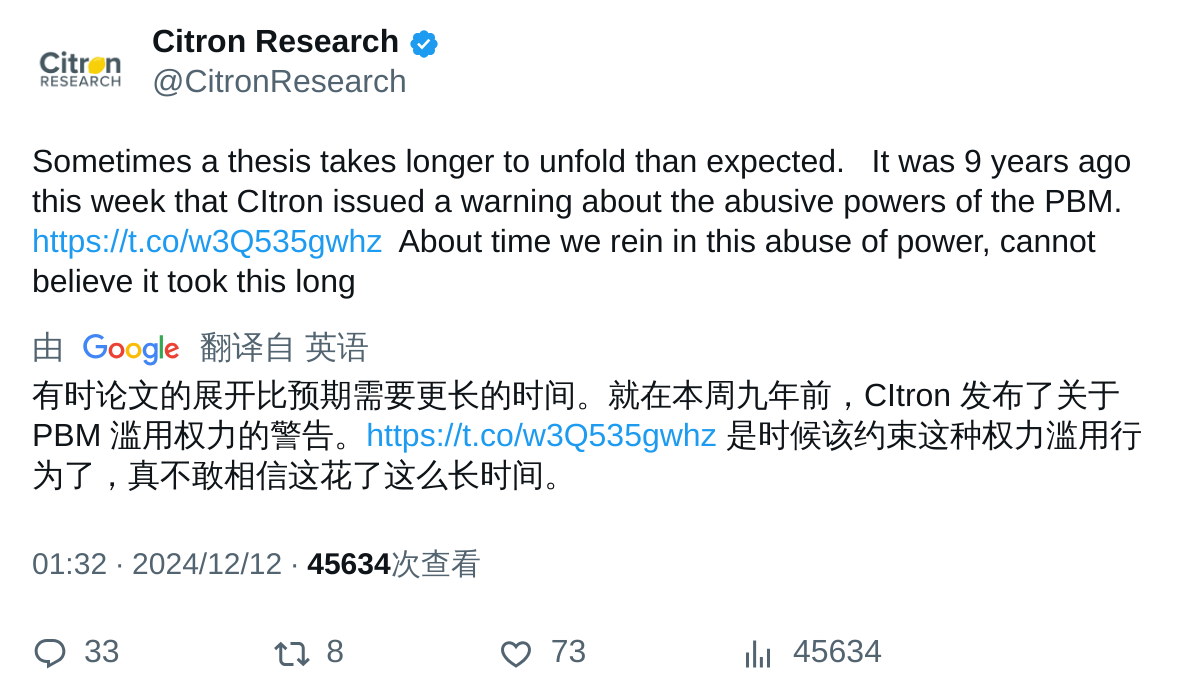 Citron
RESEARCH
Citron Research
@CitronResearch
Sometimes a thesis takes longer to unfold than expected.   It was 9 years ago
this week that CItron issued a warning about the abusive powers of the PBM.
https://t.co/w3Q535gwhz  About time we rein in this abuse of power, cannot
believe it took this long
由 Google 翻译自 英语
有时论文的展开比预期需要更长的时间。就在本周九年前，CItron 发布了关于
PBM 滥用权力的警告。https://t.co/w3Q535gwhz 是时候该约束这种权力滥用行
为了，真不敢相信这花了这么长时间。
01:32 · 2024/12/12 · 45634次查看
33 8 73 45634